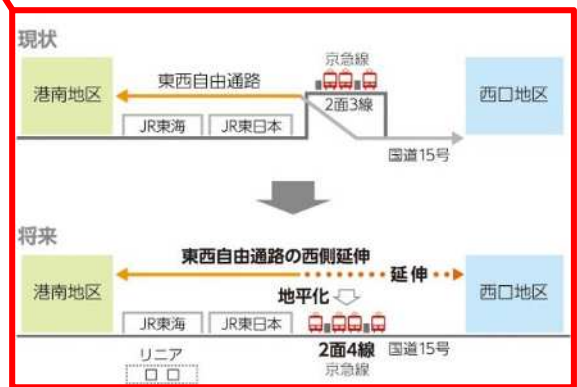 現状
京急線
東西自由通路
港南地区
2面3線
西口地区
JR東海
JR東日本
国道15号
将来
東西自由通路の西側延伸
延伸
港南地区
地平化
西口地区
JR東海
JR東日本
2面4線
国道15号
リニア
京急線